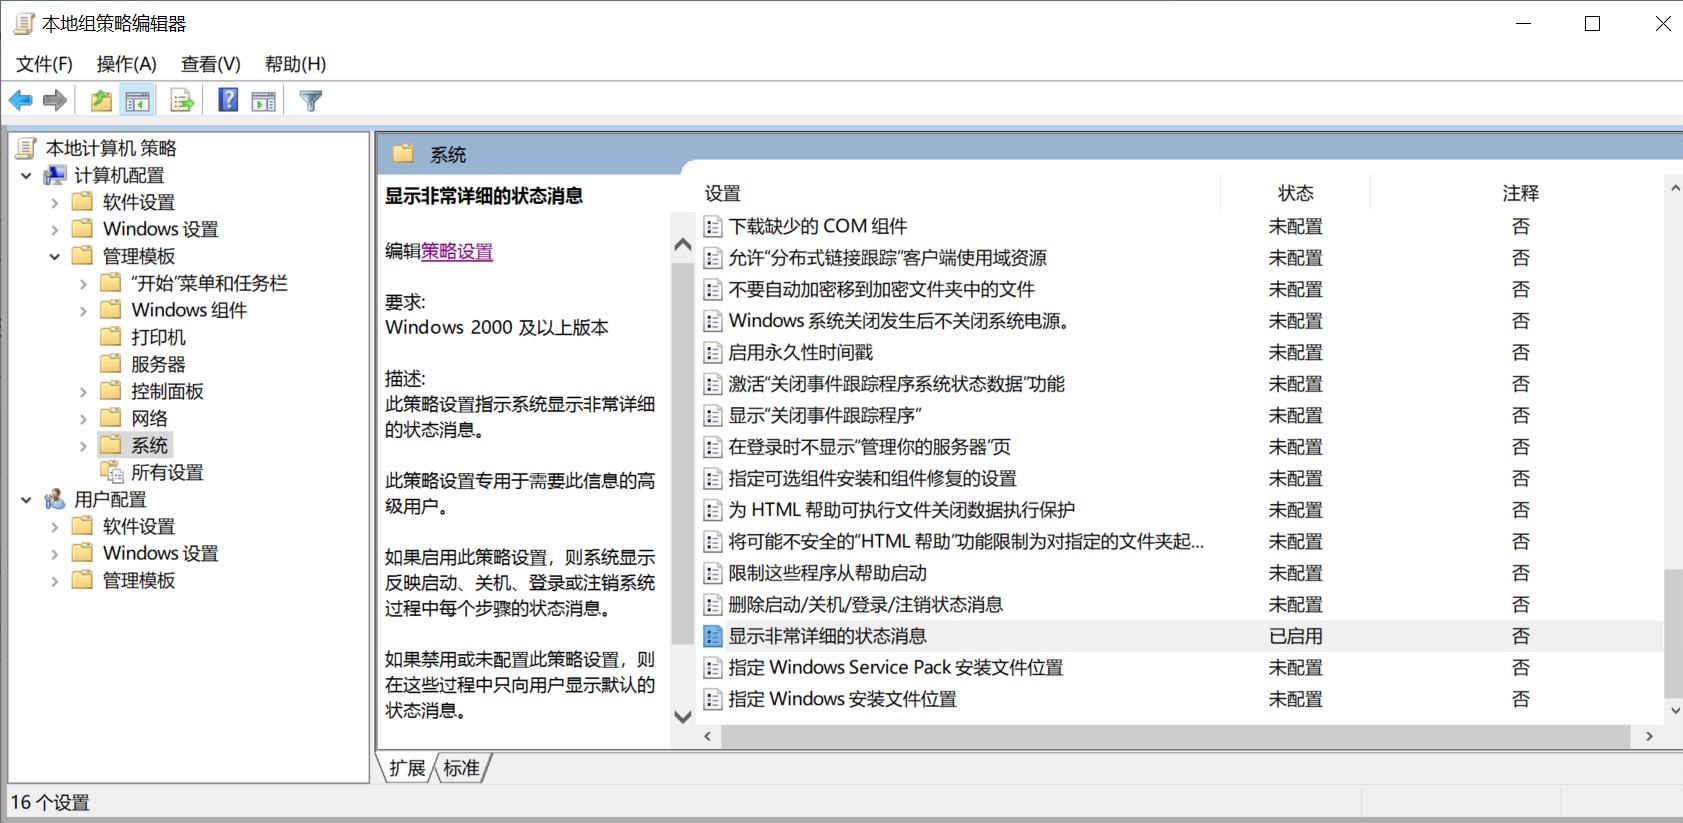 本地组策略编辑器
文件(F) 操作(A) 查看(V) 帮助(H)
本地计算机 策略
计算机配置
软件设置
Windows 设置
管理模板
“开始”菜单和任务栏
Windows 组件
打印机
服务器
控制面板
网络
系统
所有设置
用户配置
软件设置
Windows 设置
管理模板
系统
显示非常详细的状态消息
编辑策略设置
要求:
Windows 2000 及以上版本
描述:
此策略设置指示系统显示非常详细
的状态消息。
此策略设置专用于需要此信息的高
级用户。
如果启用此策略设置，则系统显示
反映启动、关机、登录或注销系统
过程中每个步骤的状态消息。
如果禁用或未配置此策略设置，则
在这些过程中只向用户显示默认的
状态消息。
设置 状态 注释
下载缺少的 COM 组件 未配置 否
允许“分布式链接跟踪”客户端使用域资源 未配置 否
不要自动加密移到加密文件夹中的文件 未配置 否
Windows 系统关闭发生后不关闭系统电源。 未配置 否
启用永久性时间戳 未配置 否
激活“关闭事件跟踪程序系统状态数据”功能 未配置 否
显示“关闭事件跟踪程序” 未配置 否
在登录时不显示“管理你的服务器”页 未配置 否
指定可选组件安装和组件修复的设置 未配置 否
为 HTML 帮助可执行文件关闭数据执行保护 未配置 否
将可能不安全的“HTML 帮助”功能限制为对指定的文件夹起... 未配置 否
限制这些程序从帮助启动 未配置 否
删除启动/关机/登录/注销状态消息 未配置 否
显示非常详细的状态消息 已启用 否
指定 Windows Service Pack 安装文件位置 未配置 否
指定 Windows 安装文件位置 未配置 否
扩展 标准
16 个设置